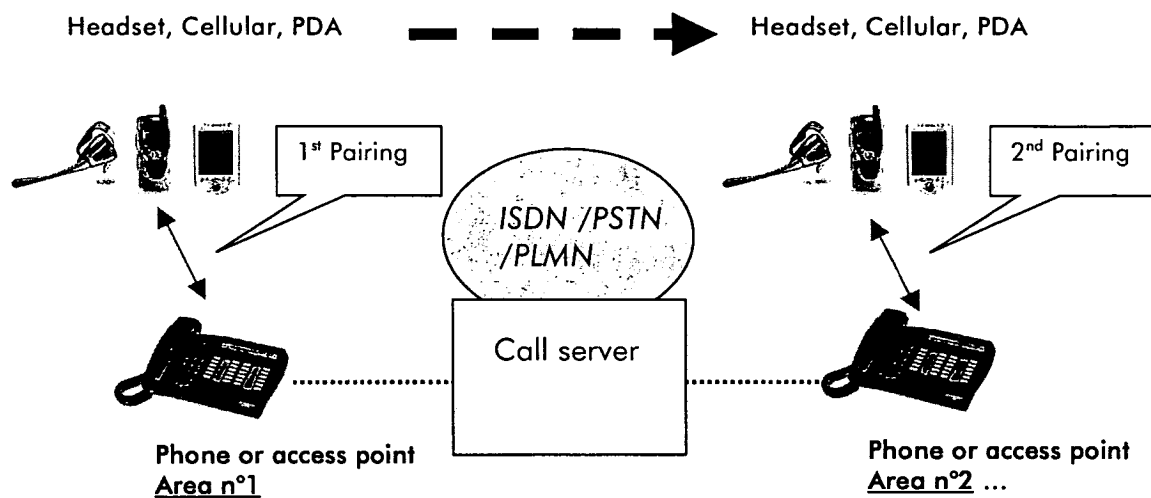 Headset, Cellular, PDA
Headset, Cellular, PDA
1st Pairing
2nd Pairing
ISDN /PSTN
/PLMN
Call server
Phone or access point
Area n°1
Phone or access point
Area n°2 ...